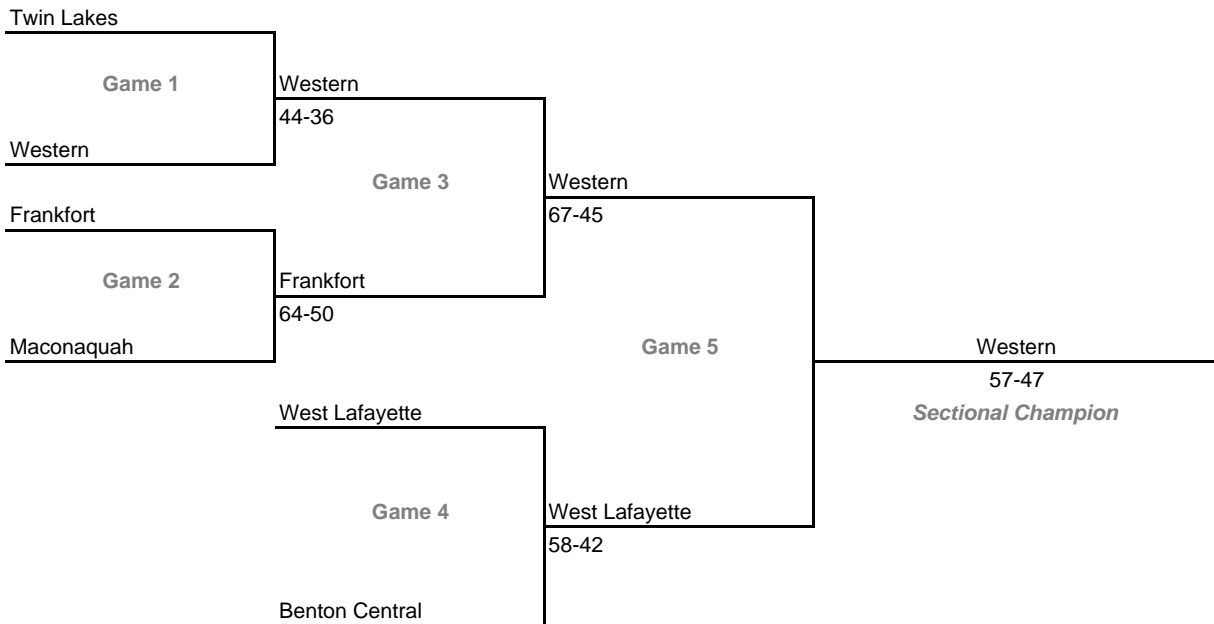 Twin Lakes
Game 1
Western
44-36
Western
Game 3
Western
67-45
Frankfort
Game 2
Frankfort
64-50
Maconaquah
Game 5
Western
57-47
Sectional Champion
West Lafayette
Game 4
West Lafayette
58-42
Benton Central